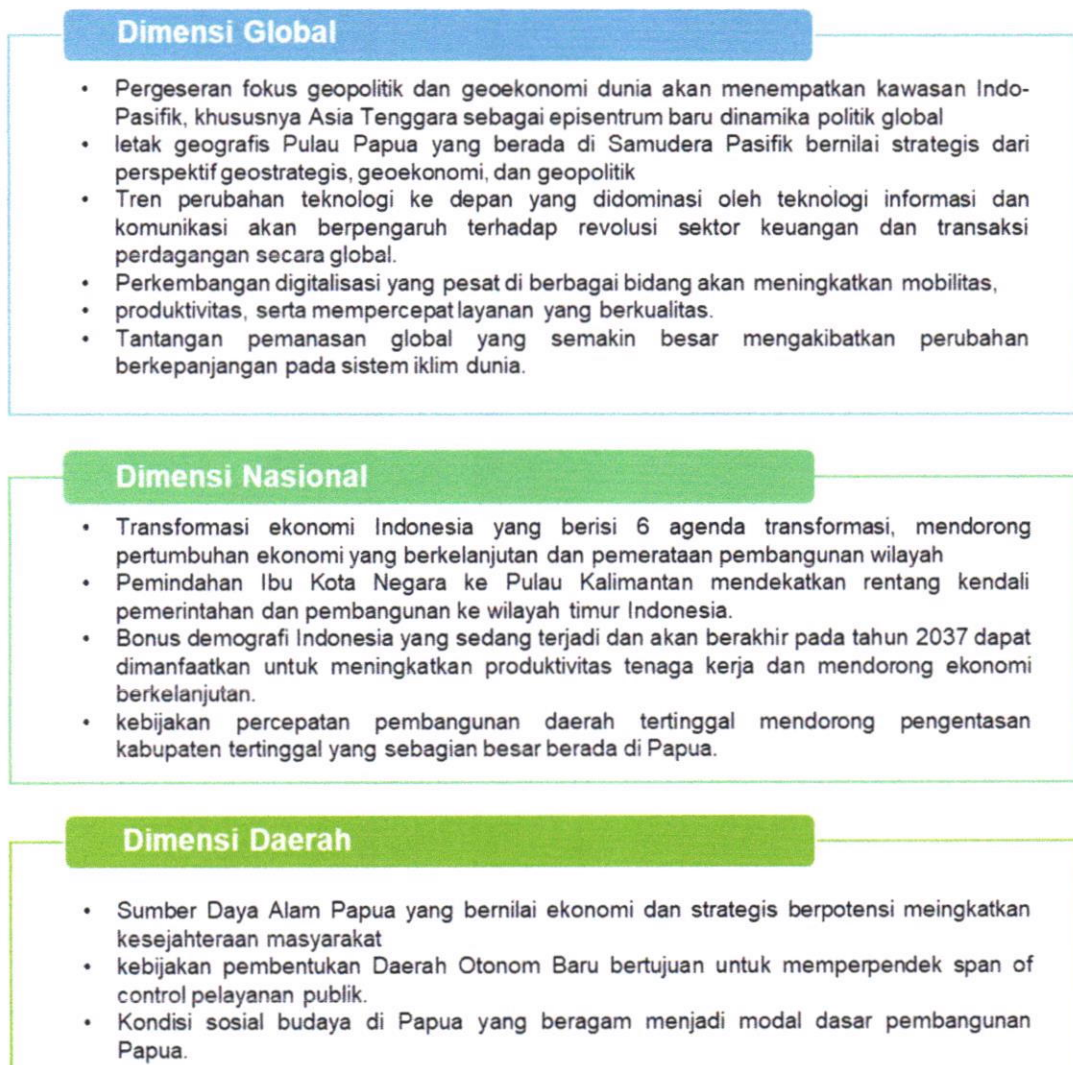 Dimensi Global
• Pergeseran fokus geopolitik dan geoekonomi dunia akan menempatkan kawasan Indo-
Pasifik, khususnya Asia Tenggara sebagai episentrum baru dinamika politik global
• letak geografis Pulau Papua yang berada di Samudera Pasifik bernilai strategis dari
perspektif geostrategis, geoekonomi, dan geopolitik
• Tren perubahan teknologi ke depan yang didominasi oleh teknologi informasi dan
komunikasi akan berpengaruh terhadap revolusi sektor keuangan dan transaksi
perdagangan secara global.
• Perkembangan digitalisasi yang pesat di berbagai bidang akan meningkatkan mobilitas,
• produktivitas, serta mempercepat layanan yang berkualitas.
• Tantangan pemanasan global yang semakin besar mengakibatkan perubahan
berkepanjangan pada sistem iklim dunia.
Dimensi Nasional
• Transformasi ekonomi Indonesia yang berisi 6 agenda transformasi, mendorong
pertumbuhan ekonomi yang berkelanjutan dan pemerataan pembangunan wilayah
• Pemindahan Ibu Kota Negara ke Pulau Kalimantan mendekatkan rentang kendali
pemerintahan dan pembangunan ke wilayah timur Indonesia.
• Bonus demografi Indonesia yang sedang terjadi dan akan berakhir pada tahun 2037 dapat
dimanfaatkan untuk meningkatkan produktivitas tenaga kerja dan mendorong ekonomi
berkelanjutan.
• kebijakan percepatan pembangunan daerah tertinggal mendorong pengentasan
kabupaten tertinggal yang sebagian besar berada di Papua.
Dimensi Daerah
• Sumber Daya Alam Papua yang bernilai ekonomi dan strategis berpotensi meingkatkan
kesejahteraan masyarakat
• kebijakan pembentukan Daerah Otonom Baru bertujuan untuk memperpendek span of
control pelayanan publik.
• Kondisi sosial budaya di Papua yang beragam menjadi modal dasar pembangunan
Papua.